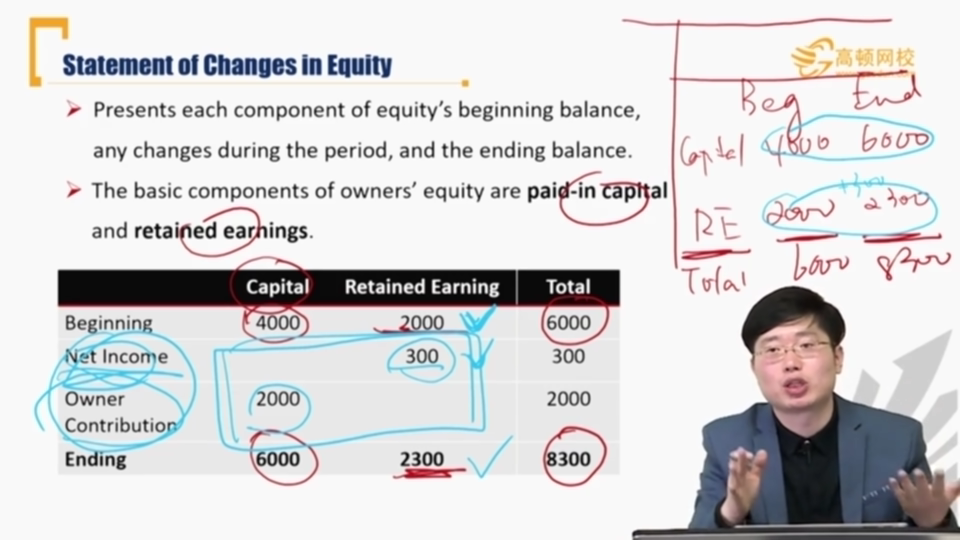 Statement of Changes in Equity
高顿网校
Presents each component of equity's beginning balance,
any changes during the period, and the ending balance.
The basic components of owners' equity are paid-in capital
and retained earnings.
Capital Retained Earning Total
Beginning 4000 2000 6000
Net Income 300 300
Owner
Contribution 2000 2000
Ending 6000 2300 8300
Beg End
Capital 4000 6000
+300
RE 2000 2300
Total 6000 8300